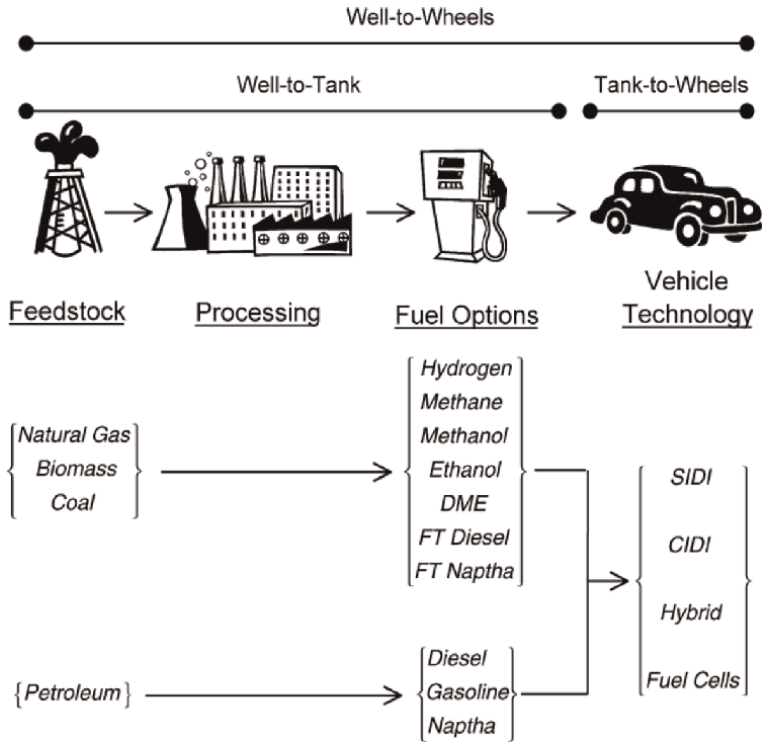 Well-to-Wheels
Well-to-Tank
Tank-to-Wheels
Feedstock
Processing
Fuel Options
Vehicle
Technology
Natural Gas
Biomass
Coal
Hydrogen
Methane
Methanol
Ethanol
DME
FT Diesel
FT Naptha
SIDI
CIDI
Hybrid
Fuel Cells
{Petroleum}
Diesel
Gasoline
Naptha